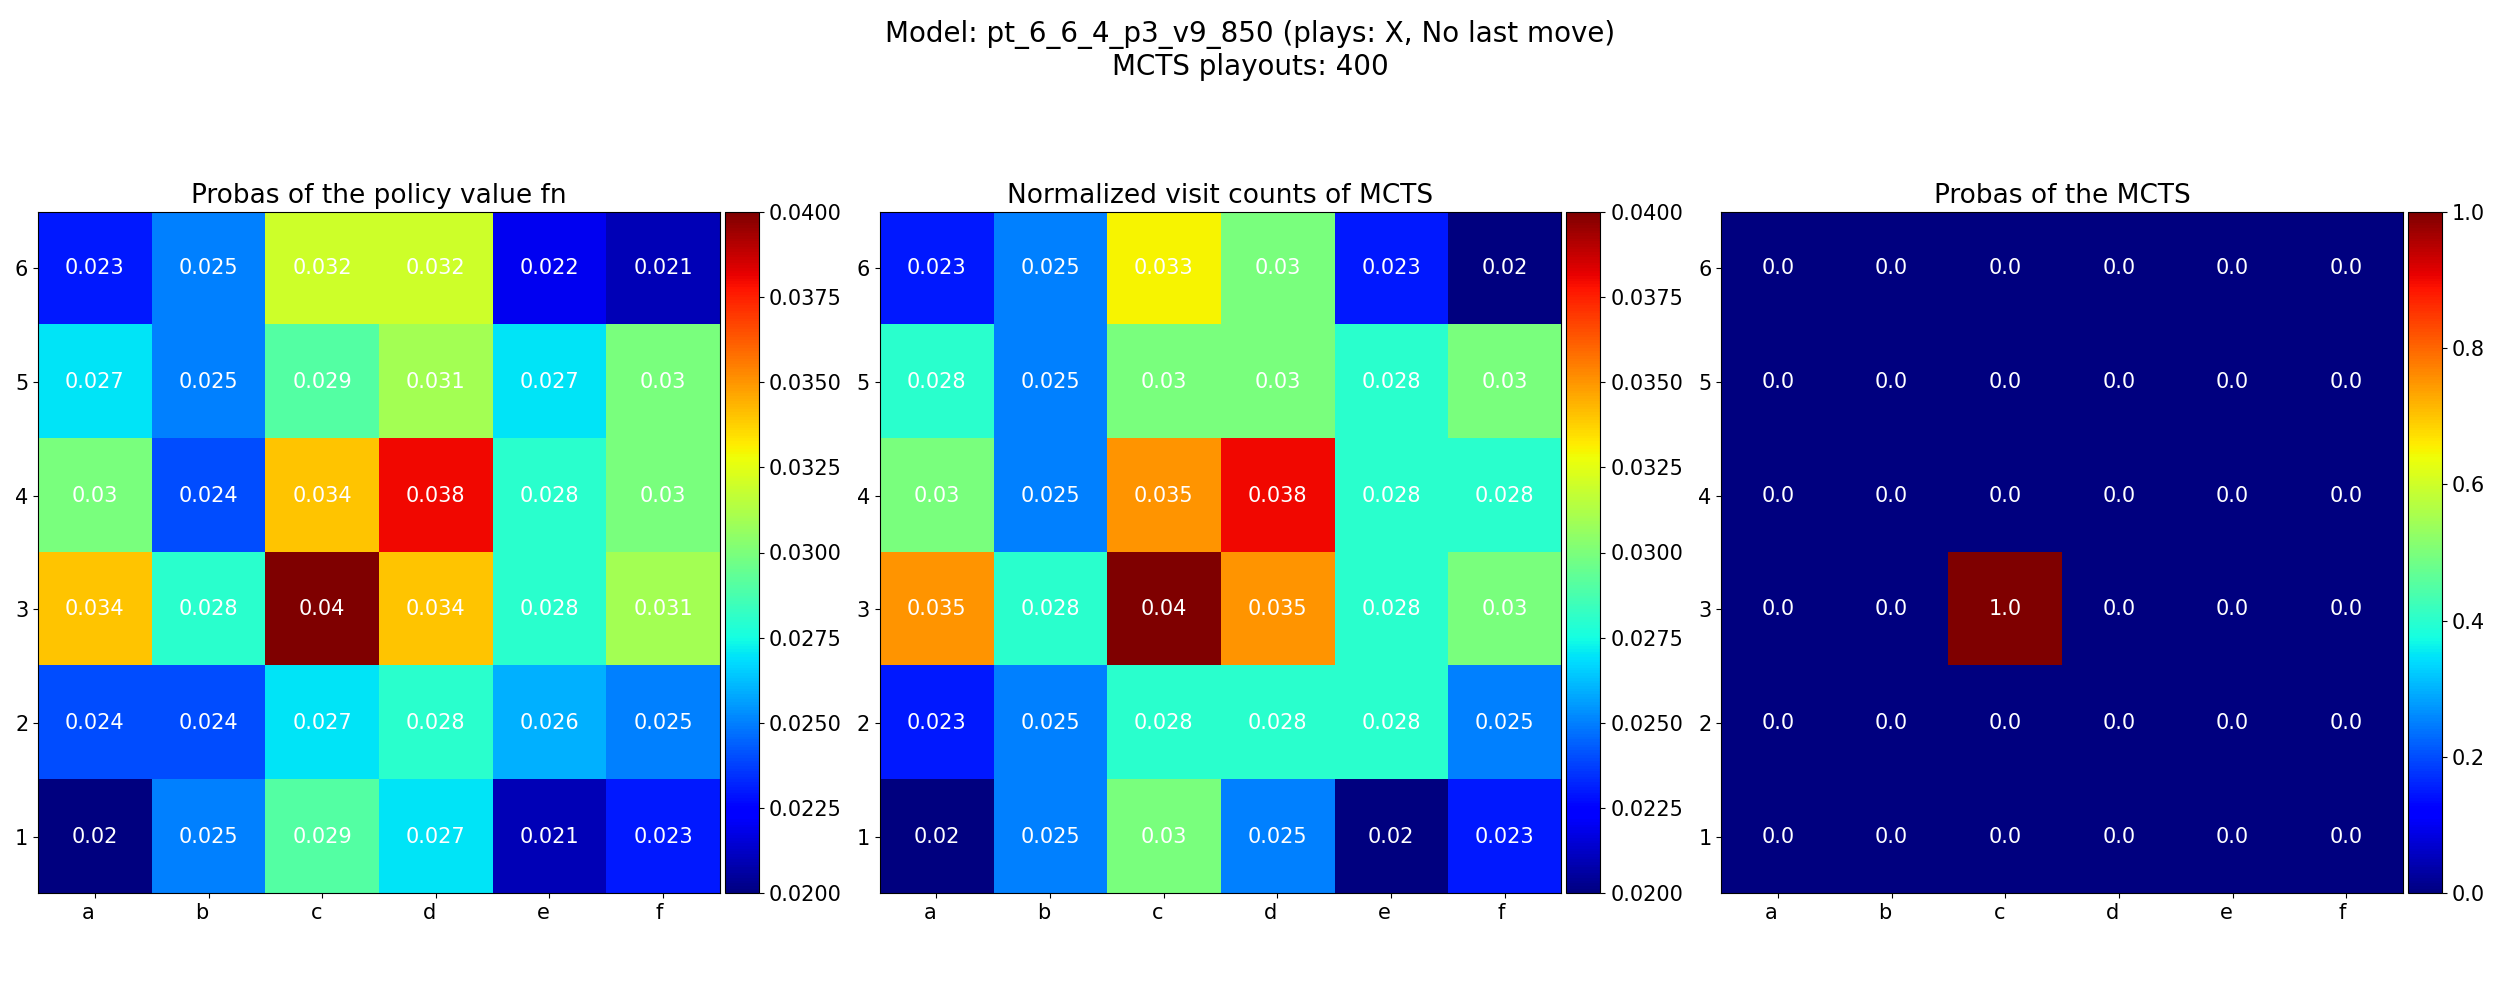 Model: pt_6_6_4_p3_v9_850 (plays: X, No last move)
MCTS playouts: 400
Probas of the policy value fn
6 0.023 0.025 0.032 0.032 0.022 0.021
5 0.027 0.025 0.029 0.031 0.027 0.03
4 0.03 0.024 0.034 0.038 0.028 0.03
3 0.034 0.028 0.04 0.034 0.028 0.031
2 0.024 0.024 0.027 0.028 0.026 0.025
1 0.02 0.025 0.029 0.027 0.021 0.023
a b c d e f
0.0400
0.0375
0.0350
0.0325
0.0300
0.0275
0.0250
0.0225
0.0200
Normalized visit counts of MCTS
6 0.023 0.025 0.033 0.03 0.023 0.02
5 0.028 0.025 0.03 0.03 0.028 0.03
4 0.03 0.025 0.035 0.038 0.028 0.028
3 0.035 0.028 0.04 0.035 0.028 0.03
2 0.023 0.025 0.028 0.028 0.028 0.025
1 0.02 0.025 0.03 0.025 0.02 0.023
a b c d e f
0.0400
0.0375
0.0350
0.0325
0.0300
0.0275
0.0250
0.0225
0.0200
Probas of the MCTS
6 0.0 0.0 0.0 0.0 0.0 0.0
5 0.0 0.0 0.0 0.0 0.0 0.0
4 0.0 0.0 0.0 0.0 0.0 0.0
3 0.0 0.0 1.0 0.0 0.0 0.0
2 0.0 0.0 0.0 0.0 0.0 0.0
1 0.0 0.0 0.0 0.0 0.0 0.0
a b c d e f
1.0
0.8
0.6
0.4
0.2
0.0